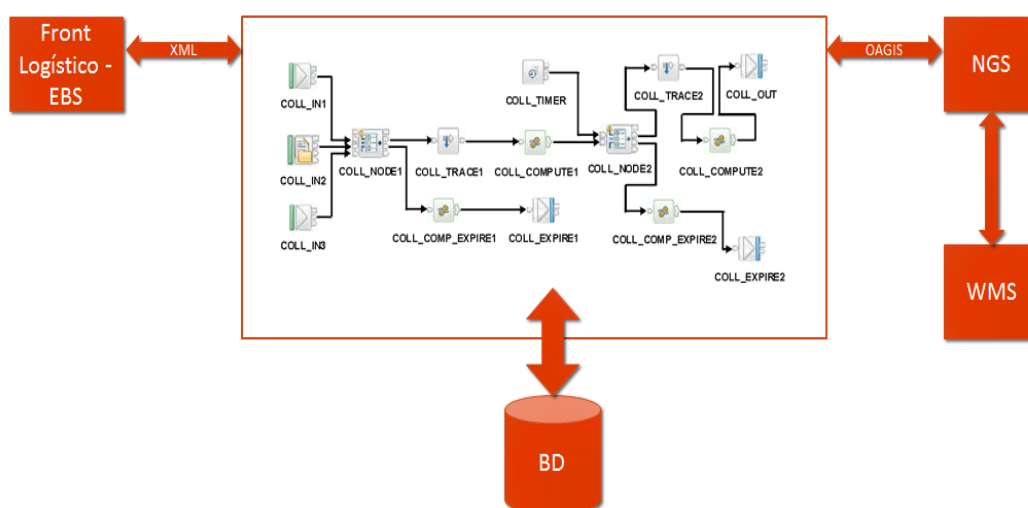 Front
Logístico -
EBS
XML
COLL_IN1
COLL_IN2
COLL_IN3
COLL_NODE1
COLL_TRACE1
COLL_COMPUTE1
COLL_COMP_EXPIRE1
COLL_EXPIRE1
COLL_TIMER
COLL_NODE2
COLL_TRACE2
COLL_OUT
COLL_COMPUTE2
COLL_COMP_EXPIRE2
COLL_EXPIRE2
OAGIS
NGS
WMS
BD